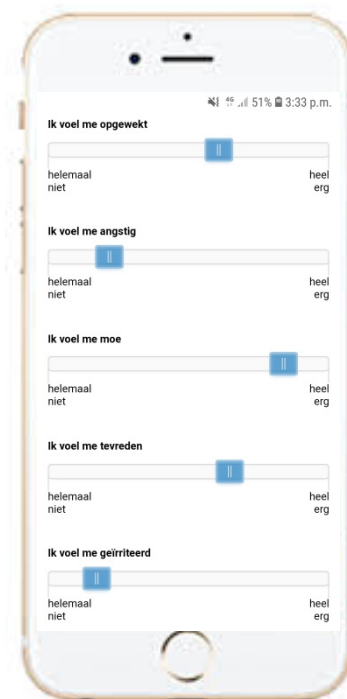 4G 51% 3:33 p.m.
Ik voel me opgewekt
helemaal niet
heel erg
Ik voel me angstig
helemaal niet
heel erg
Ik voel me moe
helemaal niet
heel erg
Ik voel me tevreden
helemaal niet
heel erg
Ik voel me geïrriteerd
helemaal niet
heel erg